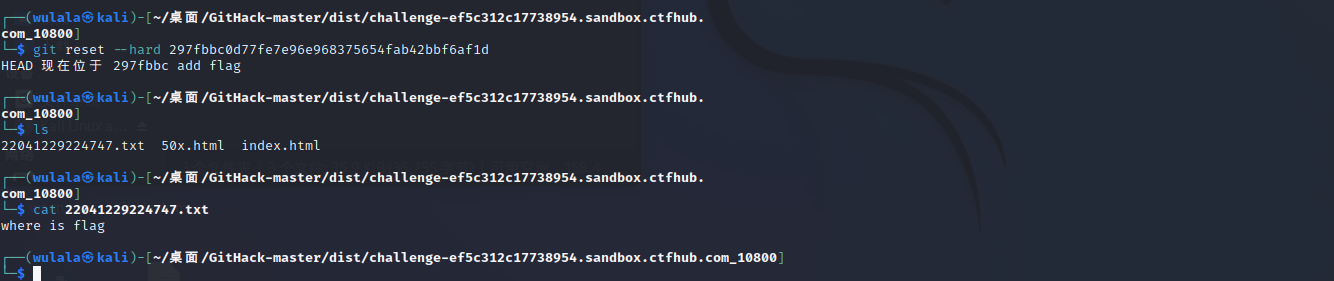 ┌──(wulala㉿kali)-[~/桌面/GitHack-master/dist/challenge-ef5c312c17738954.sandbox.ctfhub.
com_10800]
└─$ git reset --hard 297fbbc0d77fe7e96e968375654fab42bbf6af1d
HEAD 现在位于 297fbbc add flag
┌──(wulala㉿kali)-[~/桌面/GitHack-master/dist/challenge-ef5c312c17738954.sandbox.ctfhub.
com_10800]
└─$ ls
22041229224747.txt  50x.html  index.html
┌──(wulala㉿kali)-[~/桌面/GitHack-master/dist/challenge-ef5c312c17738954.sandbox.ctfhub.
com_10800]
└─$ cat 22041229224747.txt
where is flag
┌──(wulala㉿kali)-[~/桌面/GitHack-master/dist/challenge-ef5c312c17738954.sandbox.ctfhub.com_10800]
└─$